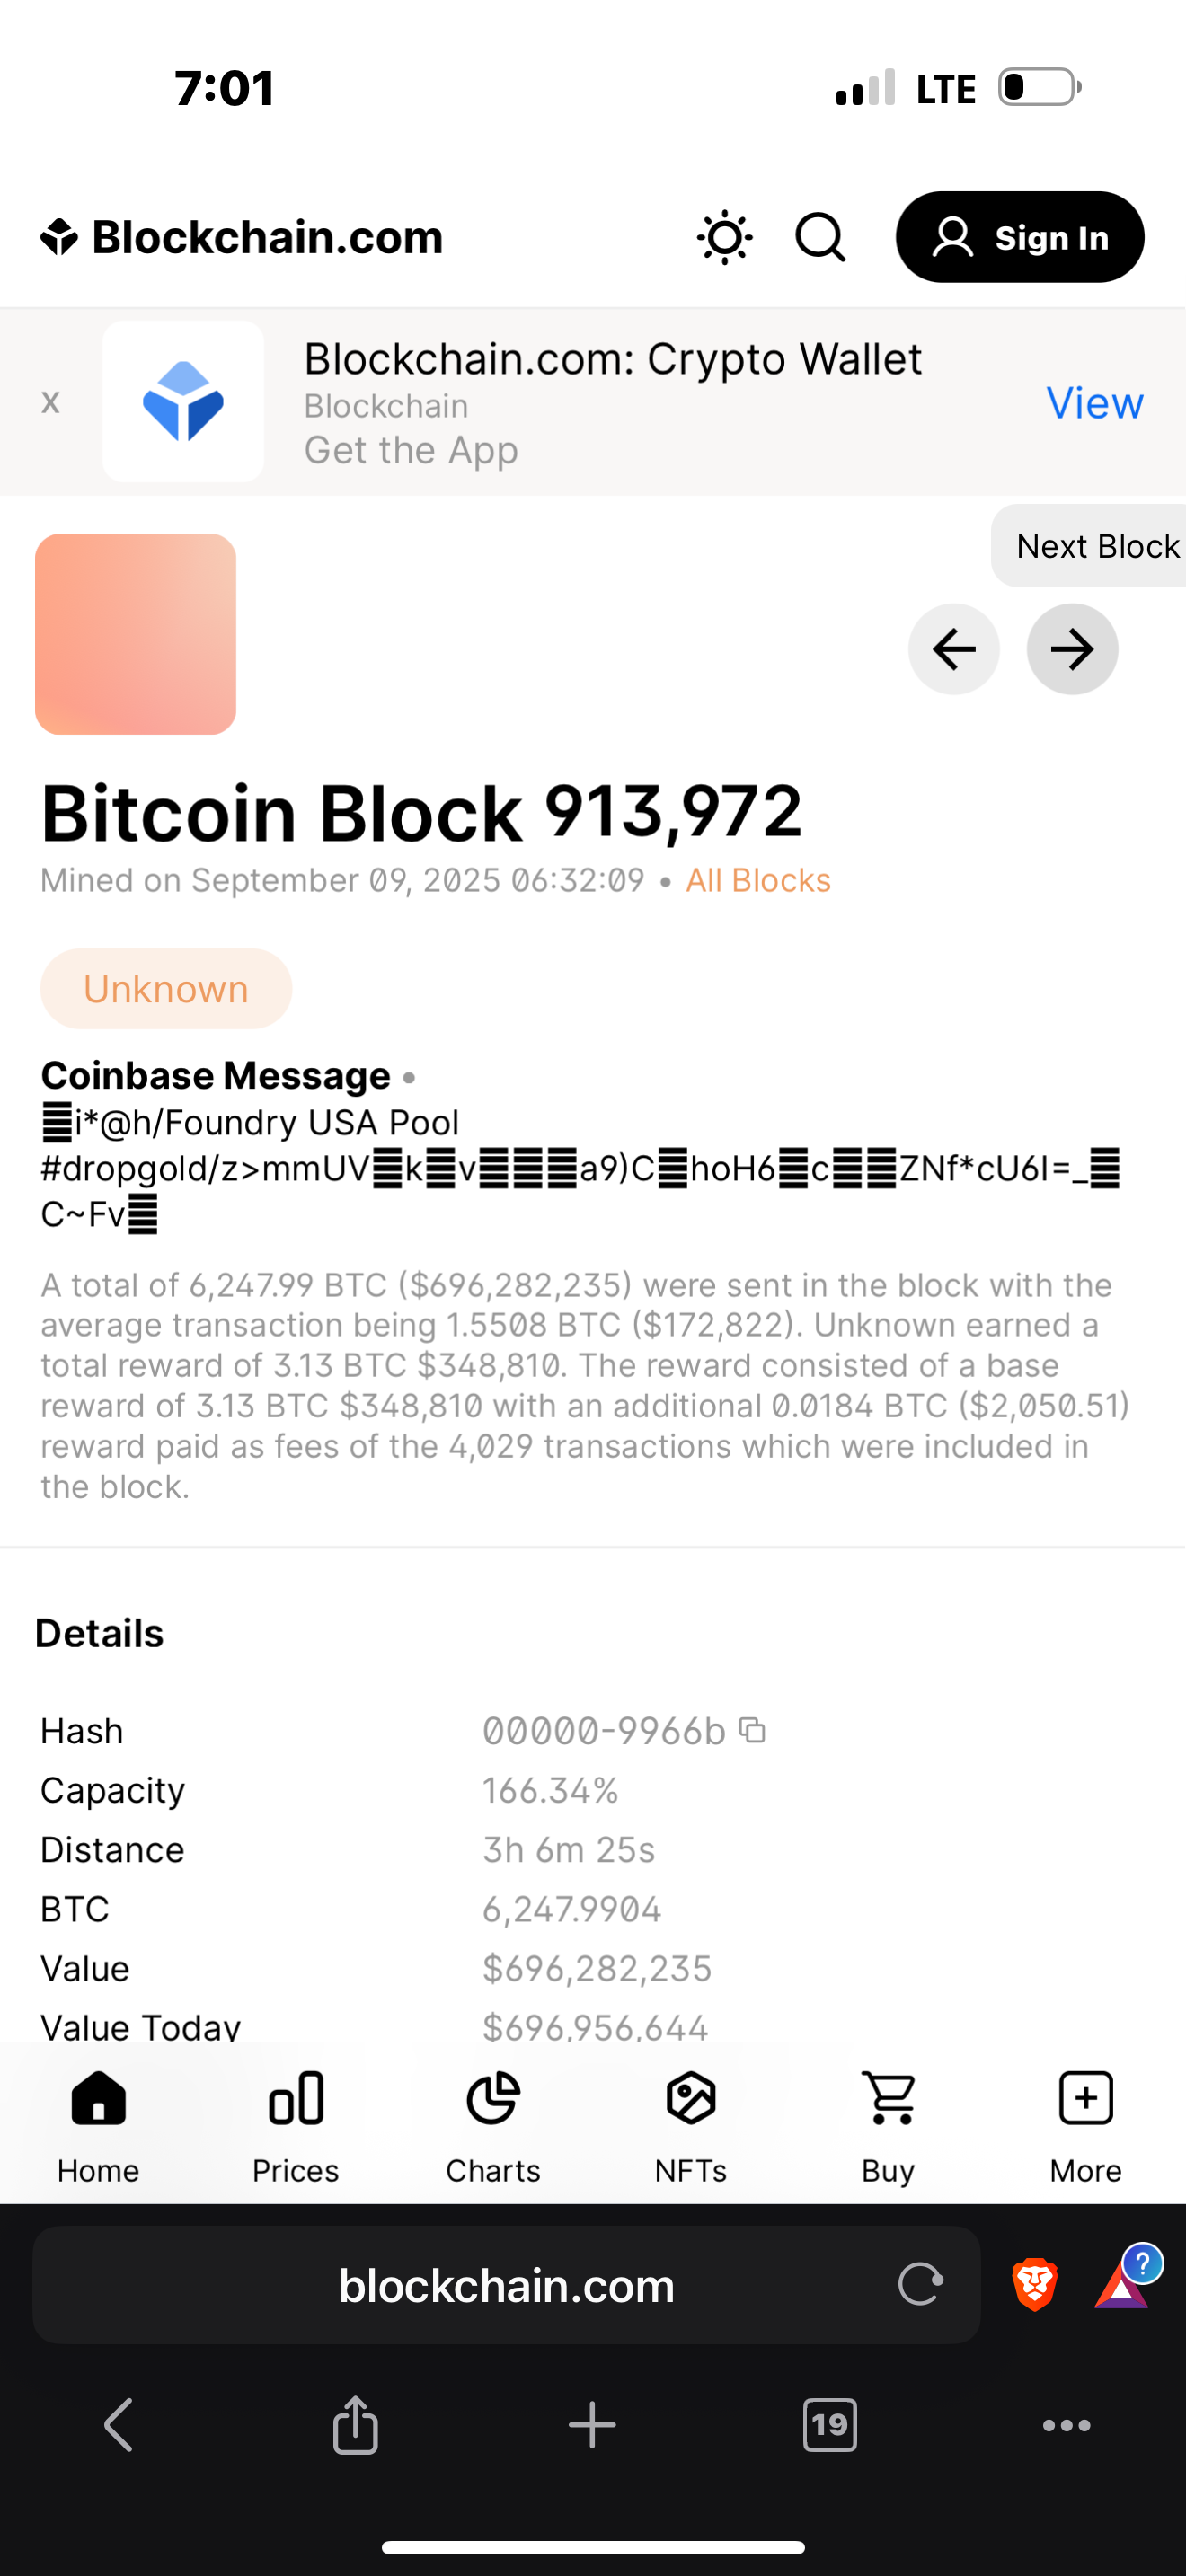 7:01
LTE
Blockchain.com
Sign In
x
Blockchain.com: Crypto Wallet
Blockchain
Get the App
View
Next Block
Bitcoin Block 913,972
Mined on September 09, 2025 06:32:09 • All Blocks
Unknown
Coinbase Message •
i*@h/Foundry USA Pool
#dropgold/z>mmUV k v a9)C hoH6 c ZNf*cU6I=_
C~Fv
A total of 6,247.99 BTC ($696,282,235) were sent in the block with the
average transaction being 1.5508 BTC ($172,822). Unknown earned a
total reward of 3.13 BTC $348,810. The reward consisted of a base
reward of 3.13 BTC $348,810 with an additional 0.0184 BTC ($2,050.51)
reward paid as fees of the 4,029 transactions which were included in
the block.
Details
Hash 00000-9966b
Capacity 166.34%
Distance 3h 6m 25s
BTC 6,247.9904
Value $696,282,235
Value Today $696,956,644
Home Prices Charts NFTs Buy More
blockchain.com
?
19